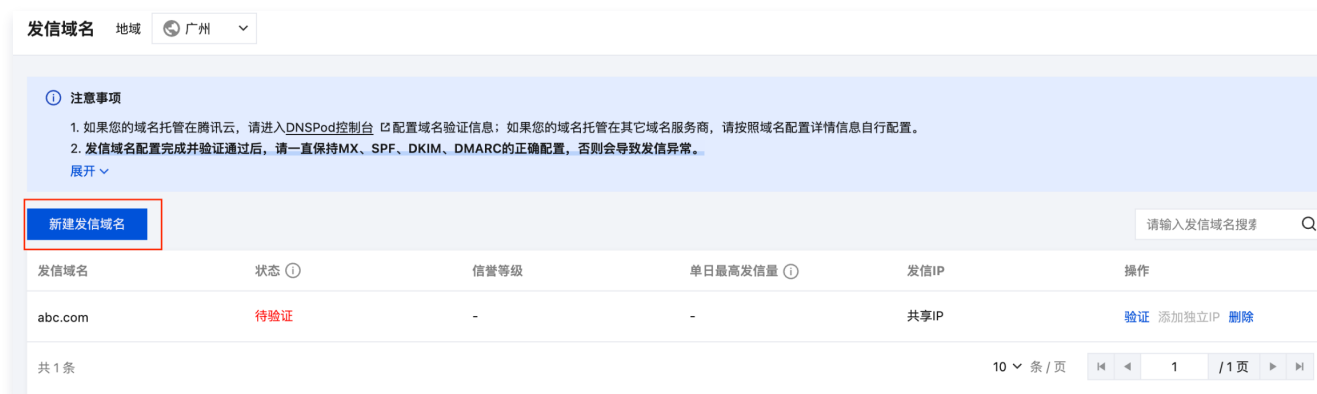 发信域名 地域 广州
注意事项
1. 如果您的域名托管在腾讯云，请进入DNSPod控制台 配置域名验证信息；如果您的域名托管在其它域名服务商，请按照域名配置详情信息自行配置。
2. 发信域名配置完成并验证通过后，请一直保持MX、SPF、DKIM、DMARC的正确配置，否则会导致发信异常。
展开
新建发信域名 请输入发信域名搜索
发信域名 状态 信誉等级 单日最高发信量 发信IP 操作
abc.com 待验证 - - 共享IP 验证 添加独立IP 删除
共 1 条 10 条 / 页 1 / 1 页